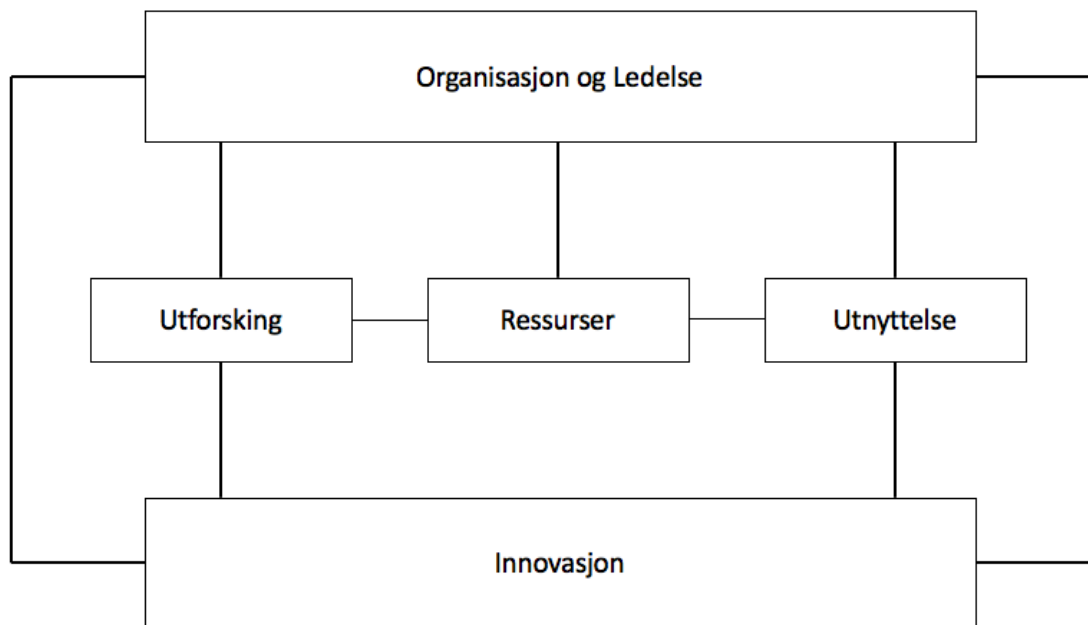 Organisasjon og Ledelse
Utforsking
Ressurser
Utnyttelse
Innovasjon